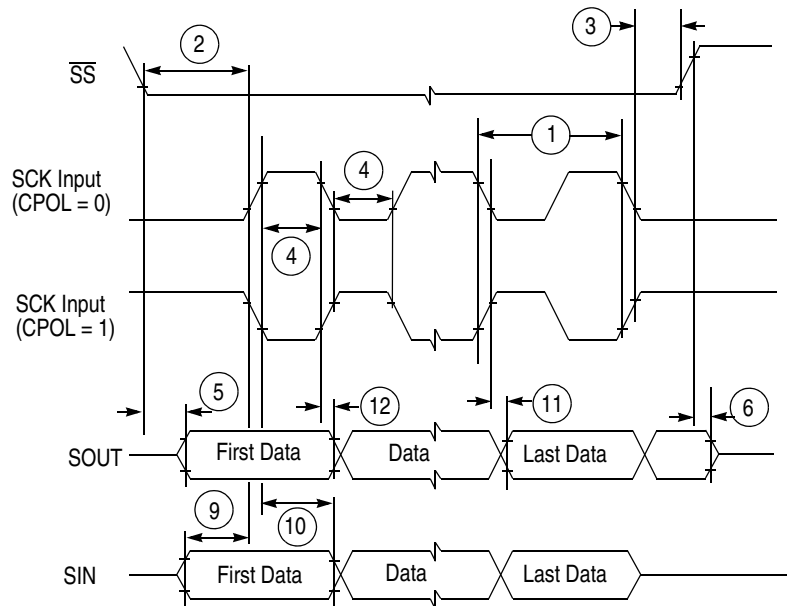 2
3
SS
1
SCK Input
(CPOL = 0)
4
4
SCK Input
(CPOL = 1)
5
12
11
6
SOUT
First Data
Data
Last Data
9
10
SIN
First Data
Data
Last Data